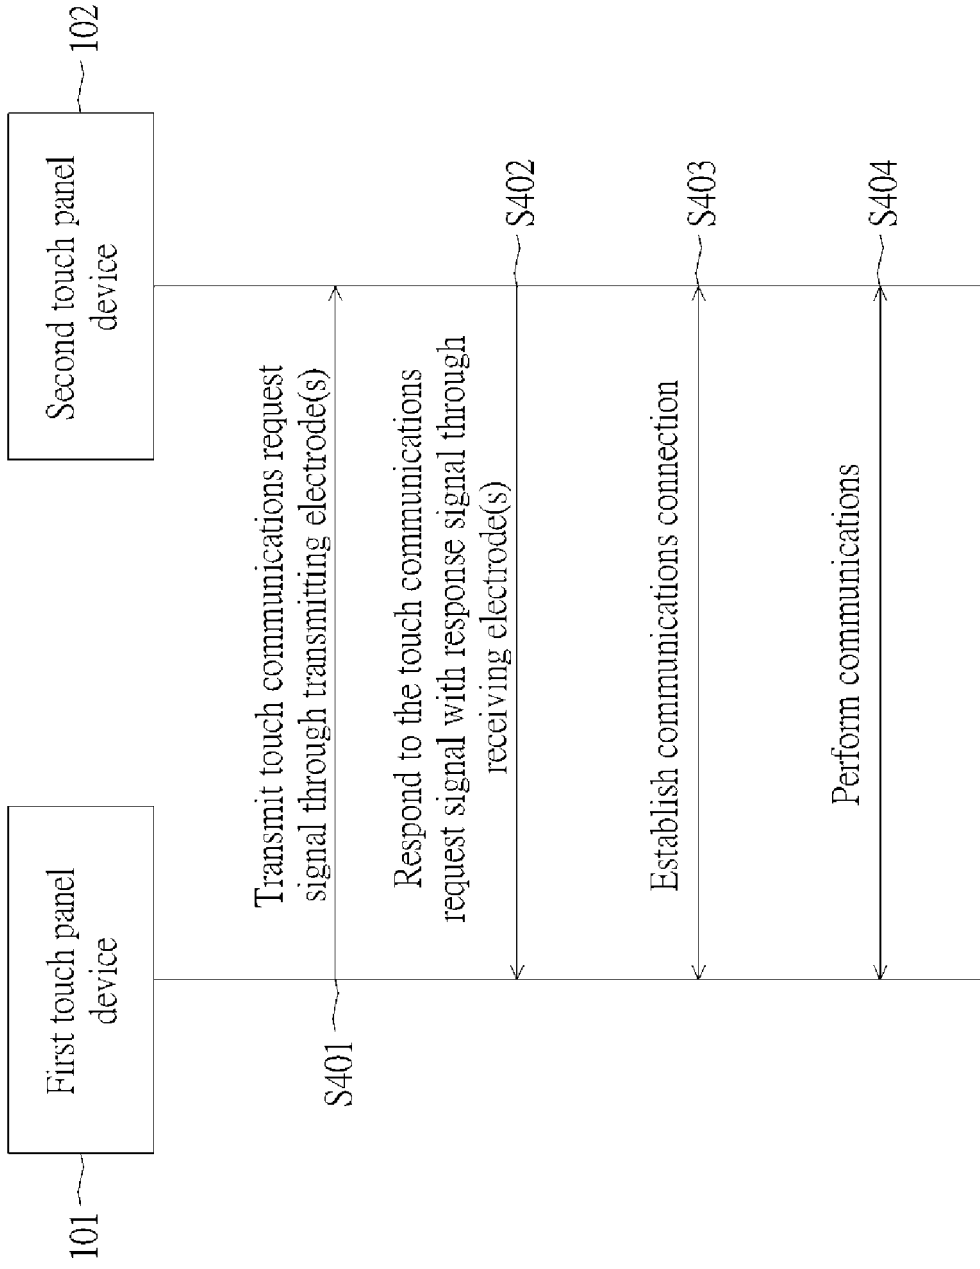 First touch panel
device
101
Second touch panel
device
102
Transmit touch communications request
signal through transmitting electrode(s)
S401
Respond to the touch communications
request signal with response signal through
receiving electrode(s)
S402
Establish communications connection
S403
Perform communications
S404